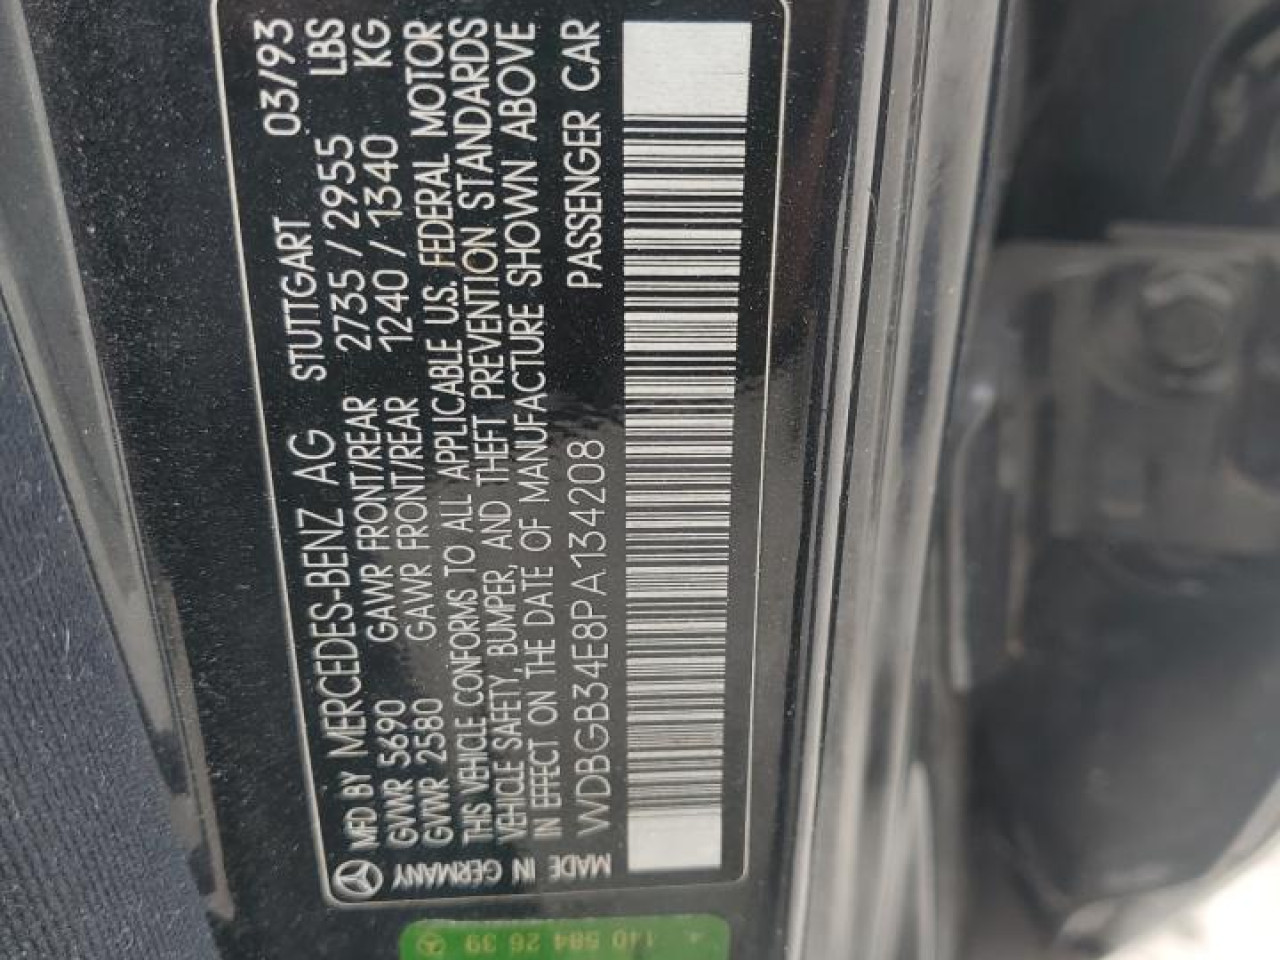 MFD BY MERCEDES-BENZ AG STUTTGART 03/93
GVWR 5690 GAWR FRONT/REAR 2735 / 2955 LBS
GVWR 2580 GAWR FRONT/REAR 1240 / 1340 KG
THIS VEHICLE CONFORMS TO ALL APPLICABLE U.S. FEDERAL MOTOR
VEHICLE SAFETY, BUMPER, AND THEFT PREVENTION STANDARDS
IN EFFECT ON THE DATE OF MANUFACTURE SHOWN ABOVE
PASSENGER CAR
WDBGB34E8PA134208
MADE IN GERMANY
140 584 26 39